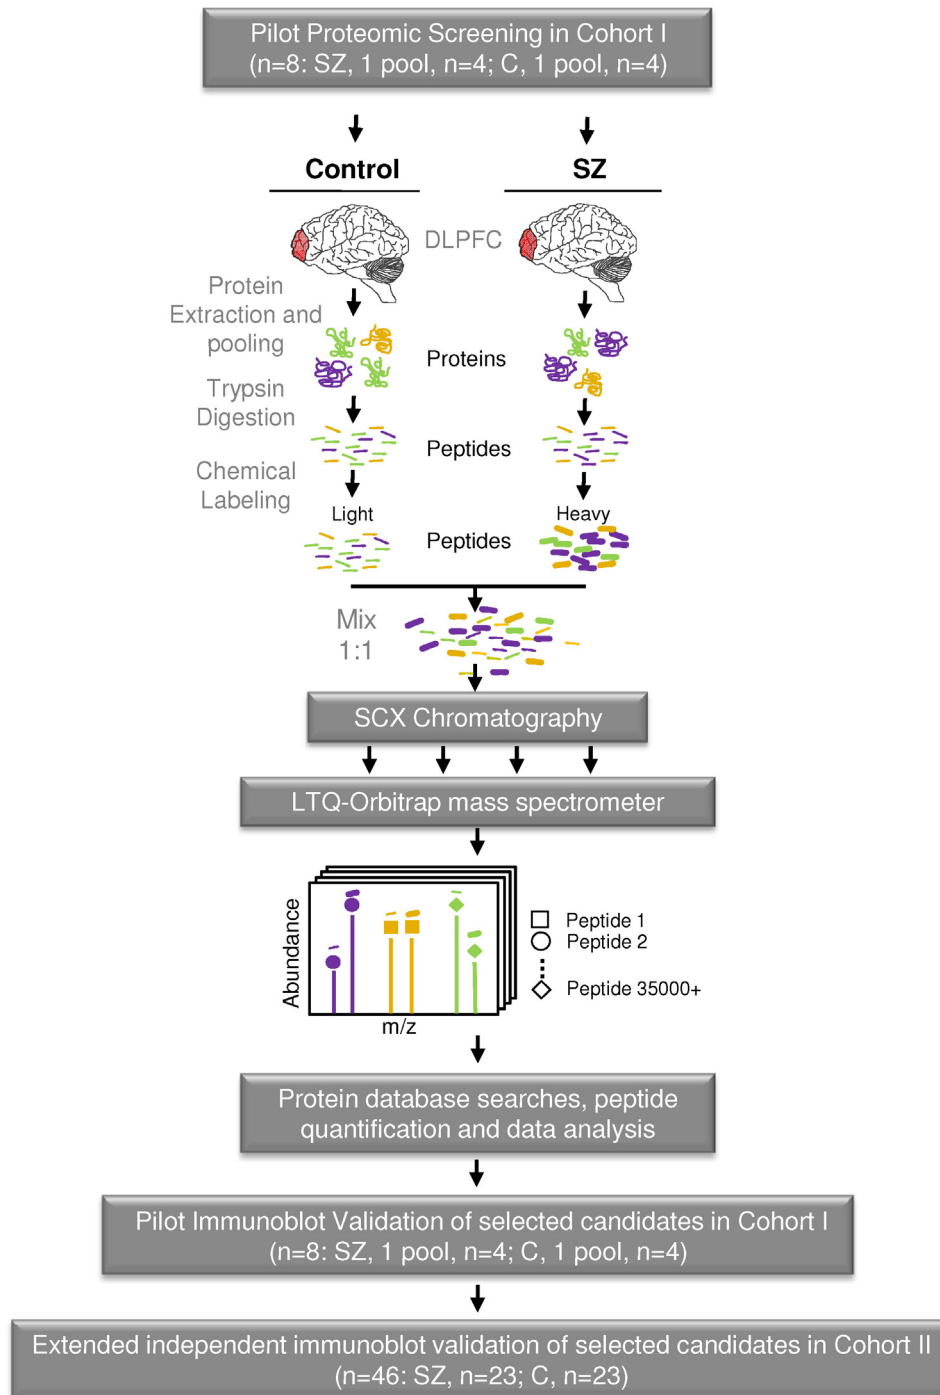 Pilot Proteomic Screening in Cohort I
(n=8: SZ, 1 pool, n=4; C, 1 pool, n=4)
Control
SZ
DLPFC
Protein
Extraction and
pooling
Proteins
Trypsin
Digestion
Peptides
Chemical
Labeling
Light
Heavy
Peptides
Mix
1:1
SCX Chromatography
LTQ-Orbitrap mass spectrometer
Abundance
m/z
Peptide 1
Peptide 2
Peptide 35000+
Protein database searches, peptide
quantification and data analysis
Pilot Immunoblot Validation of selected candidates in Cohort I
(n=8: SZ, 1 pool, n=4; C, 1 pool, n=4)
Extended independent immunoblot validation of selected candidates in Cohort II
(n=46: SZ, n=23; C, n=23)